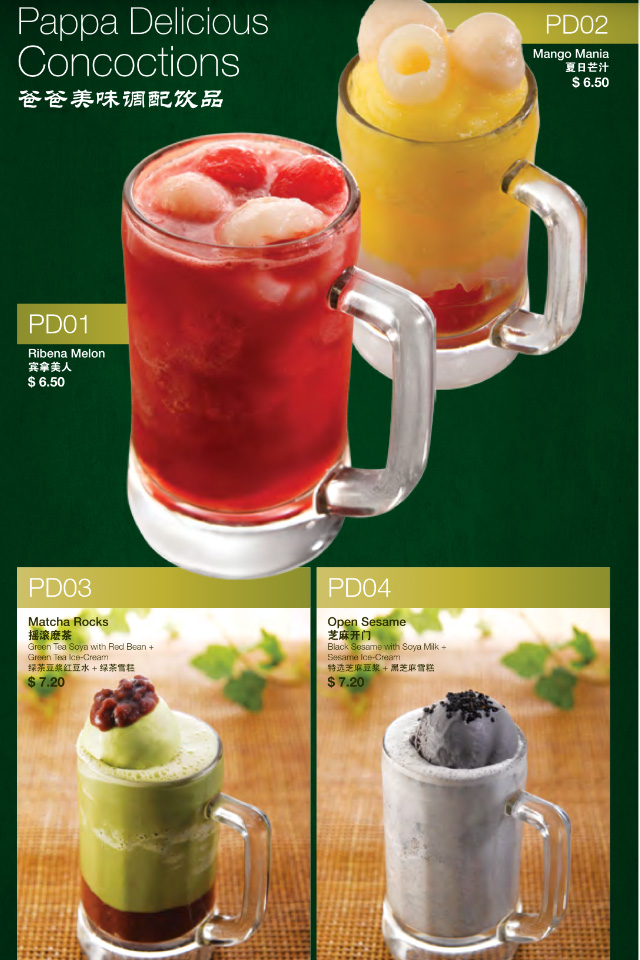 Pappa Delicious
Concoctions
爸爸美味调配饮品
PD02
Mango Mania
夏日芒汁
$ 6.50
PD01
Ribena Melon
宾拿美人
$ 6.50
PD03
Matcha Rocks
摇滚磨茶
Green Tea Soya with Red Bean +
Green Tea Ice-Cream
绿茶豆浆红豆水 + 绿茶雪糕
$ 7.20
PD04
Open Sesame
芝麻开门
Black Sesame with Soya Milk +
Sesame Ice-Cream
特选芝麻豆浆 + 黑芝麻雪糕
$ 7.20